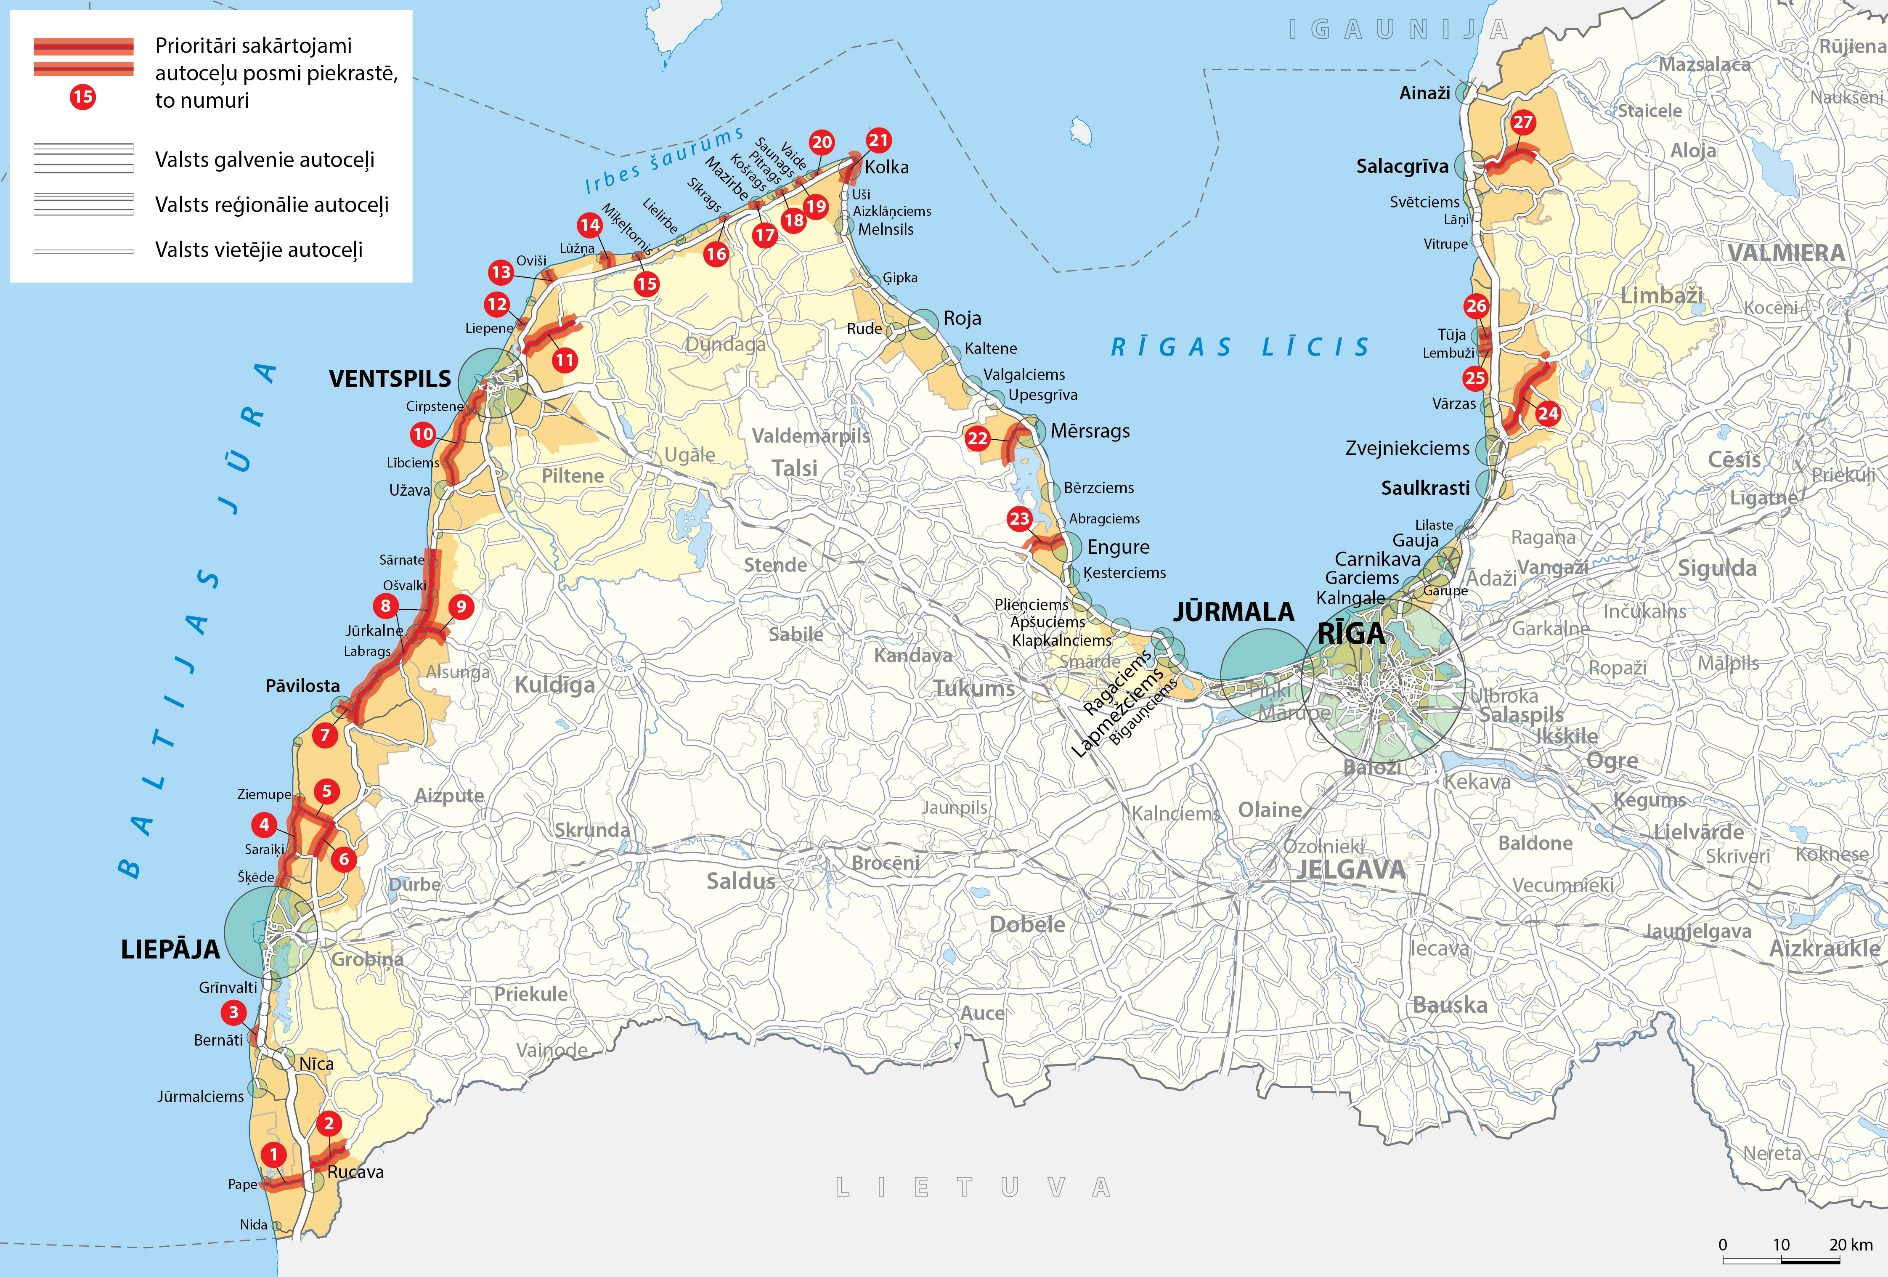 Prioritāri sakārtojami
autoceļu posmi piekrastē,
to numuri
15
Valsts galvenie autoceļi
Valsts reģionālie autoceļi
Valsts vietējie autoceļi
IGAUNIJA
Rūjiena
Mazsalaca
Naukšēni
Ainaži
Staicele
27
Aloja
Salacgrīva
Svētciems
Lāņi
Vitrupe
VALMIERA
Limbaži
Kocēni
26
Tūja
Lembuži
25
Vārzas
24
Zvejniekciems
Cēsis
Priekuļi
Saulkrasti
Līgatne
Lilaste
Gauja
Ragana
Carnikava
Vangaži
Sigulda
Garciems
Ādaži
Kalngale
Garupe
Inčukalns
Garkalne
Ropaži
Mālpils
RĪGAS LĪCIS
Irbes šaurums
BALTIJAS JŪRA
20
21
Kolka
Vaide
Saunags
Pitrags
Košrags
Mazirbe
Sīkrags
Lielirbe
Miķeļtornis
19
18
17
16
15
14
Lūžņa
Oviši
13
12
Liepene
11
Uši
Aizklāņciems
Melnsils
Ģipka
Roja
Rude
Kaltene
Valgalciems
Upesgrīva
22
Mērsrags
Bērzciems
23
Abragciems
Engure
Ķesterciems
Plieņciems
Apšuciems
Klapkalnciems
Smārde
Ragaciems
Lapmežciems
Bigauņciems
JŪRMALA
RĪGA
Piņķi
Mārupe
Ulbroka
Salaspils
Ikšķile
Ogre
Baloži
Ķekava
Ķegums
Lielvārde
Skrīveri
Koknese
Baldone
Vecumnieki
Jaunjelgava
Aizkraukle
Olaine
Kalnciems
Ozolnieki
JELGAVA
Iecava
Bauska
Nereta
Dundaga
VENTSPILS
Cirpstene
10
Lībciems
Užava
Piltene
Ugāle
Valdemārpils
Talsi
Stende
Sabile
Kandava
Tukums
Sārnate
Ošvalki
8
9
Jūrkalne
Labrags
Alsunga
Kuldīga
Pāvilosta
7
Ziemupe
5
4
Saraiķi
6
Šķēde
Aizpute
Skrunda
Durbe
Saldus
Brocēni
Jaunpils
Dobele
Auce
LIEPĀJA
Grobiņa
Grīnvalti
3
Bernāti
Nīca
Jūrmalciems
Priekule
Vaiņode
2
1
Pape
Rucava
Nida
LIETUVA
0 10 20 km